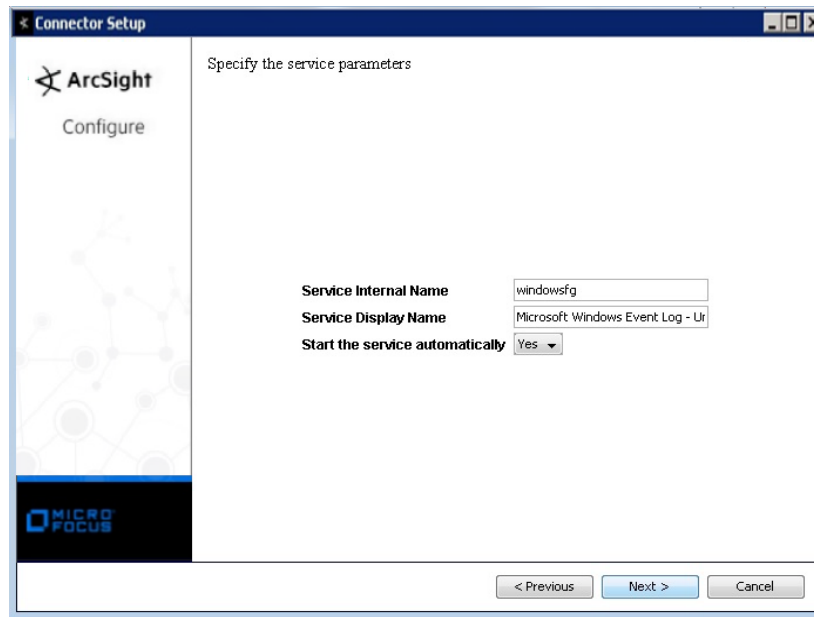 Connector Setup
ArcSight
Configure
Specify the service parameters
Service Internal Name windowsfg
Service Display Name Microsoft Windows Event Log - Ur
Start the service automatically Yes
MICRO
FOCUS
< Previous Next > Cancel